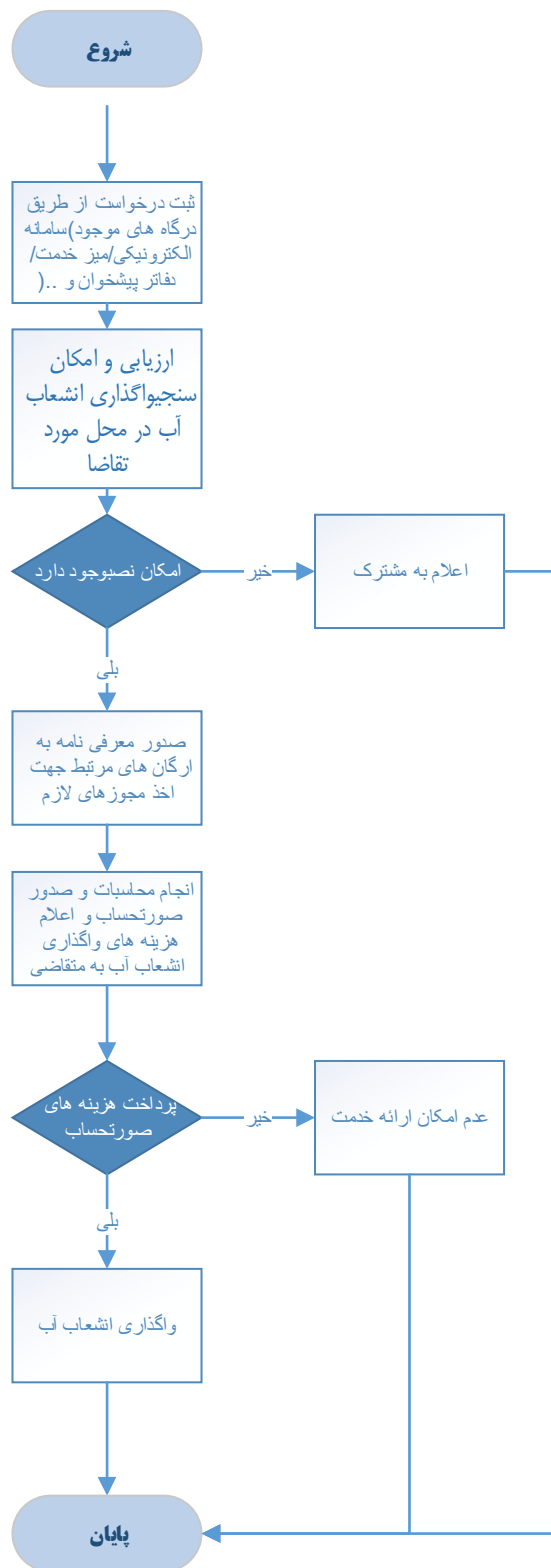 شروع
ثبت درخواست از طریق
درگاه های موجود)سامانه
الکترونیکی/میز خدمت/
دفاتر پیشخوان و ..(
ارزیابی و امکان
سنجیواگذاری انشعاب
آب در محل مورد
تقاضا
امکان نصبوجود دارد
خیر
اعلام به مشترک
بلی
صدور معرفی نامه به
ارگان های مرتبط جهت
اخذ مجوزهای لازم
انجام محاسبات و صدور
صورتحساب و اعلام
هزینه های واگذاری
انشعاب آب به متقاضی
پرداخت هزینه های
صورتحساب
خیر
عدم امکان ارائه خدمت
بلی
واگذاری انشعاب آب
پایان